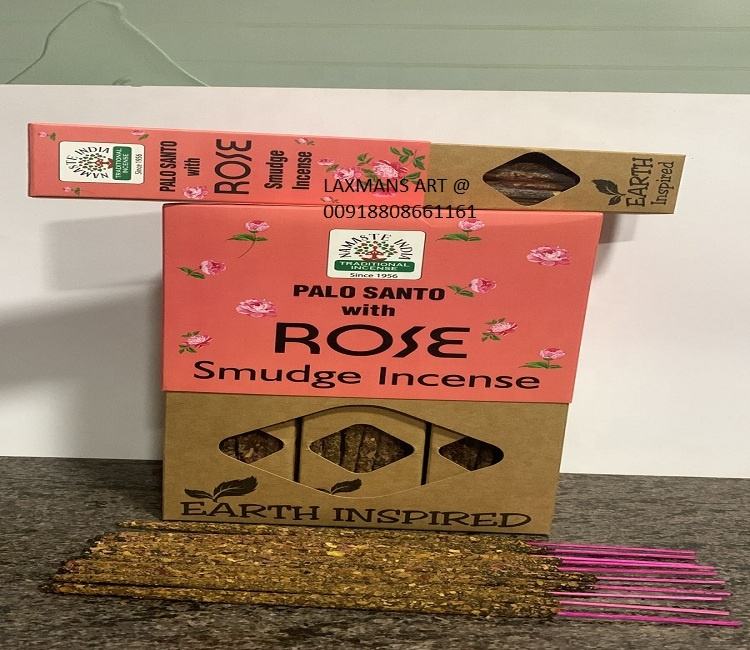 NAMASTE INDIA
TRADITIONAL
INCENSE
Since 1956
PALO SANTO
with
ROSE
Smudge
Incense
EARTH
Inspired
LAXMANS ART @
00918808661161
NAMASTE INDIA
TRADITIONAL
INCENSE
Since 1956
PALO SANTO
with
ROSE
Smudge Incense
EARTH INSPIRED